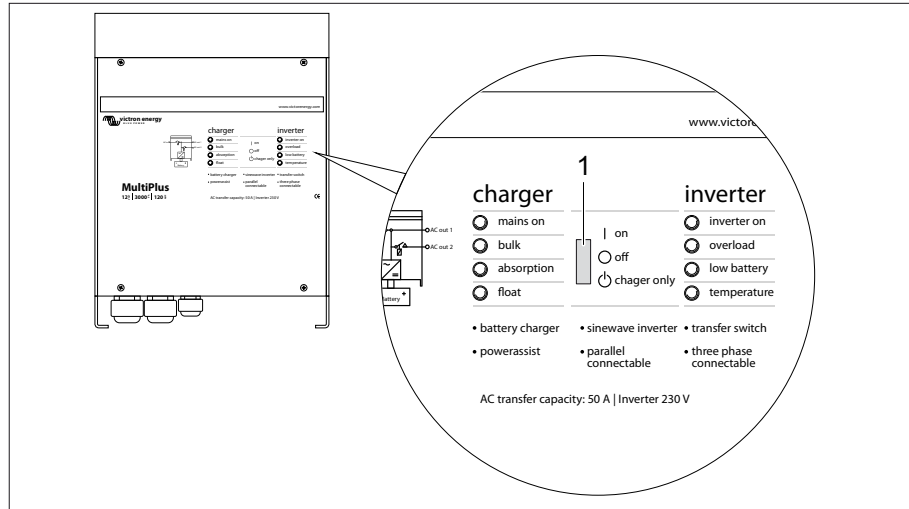 www.victronenergy.com
victron energy
BLUE POWER
charger
mains on
bulk
absorption
float
on
off
chager only
inverter
inverter on
overload
low battery
temperature
• battery charger • sinewave inverter • transfer switch
• powerassist • parallel connectable • three phase connectable
MultiPlus
12 | 3000 | 120
AC transfer capacity: 50 A | Inverter 230 V
CE
www.victro
1
charger
mains on
bulk
absorption
float
on
off
chager only
inverter
inverter on
overload
low battery
temperature
AC out 1
AC out 2
attery +
• battery charger • sinewave inverter • transfer switch
• powerassist • parallel • three phase
connectable connectable
AC transfer capacity: 50 A | Inverter 230 V